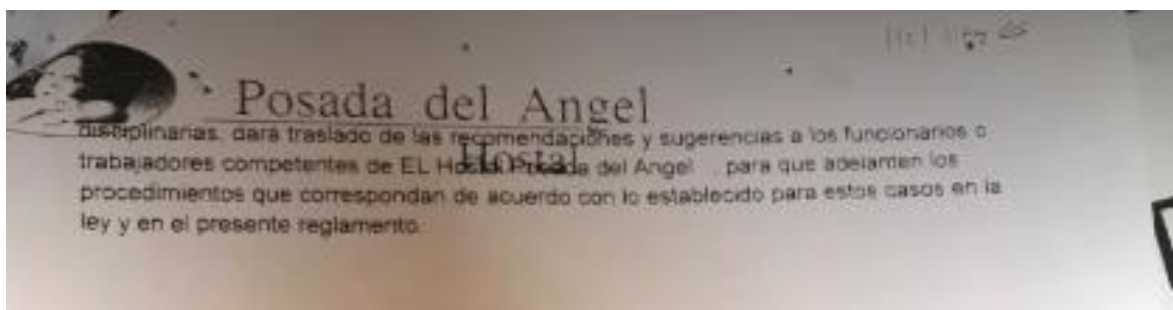 Posada del Angel
Hostal
disciplinarias, dara traslado de las recomendaciones y sugerencias a los funcionarios o
trabajadores competentes de EL Hostal Posada del Angel para que adelanten los
procedimientos que correspondan de acuerdo con lo establecido para estos casos en la
ley y en el presente reglamento.